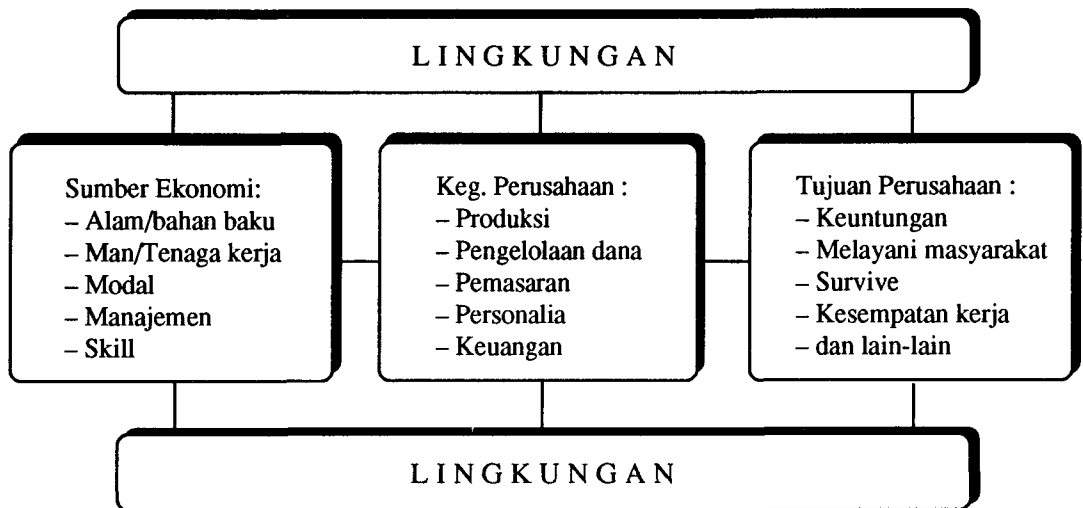 LINGKUNGAN
Sumber Ekonomi:
– Alam/bahan baku
– Man/Tenaga kerja
– Modal
– Manajemen
– Skill
Keg. Perusahaan :
– Produksi
– Pengelolaan dana
– Pemasaran
– Personalia
– Keuangan
Tujuan Perusahaan :
– Keuntungan
– Melayani masyarakat
– Survive
– Kesempatan kerja
– dan lain-lain
LINGKUNGAN